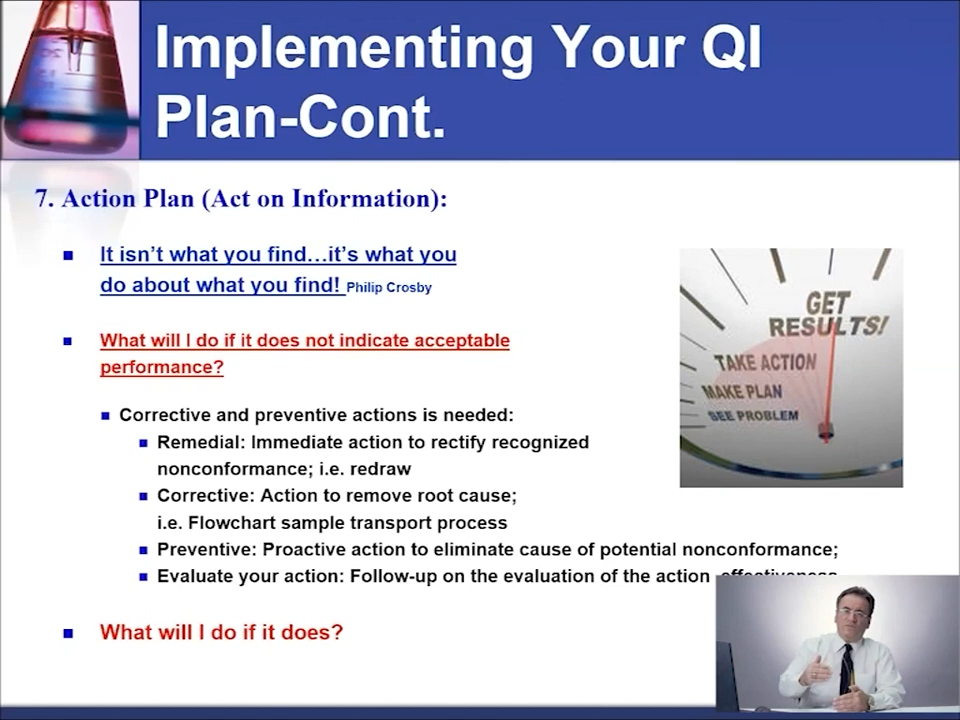 Implementing Your QI
Plan-Cont.
7. Action Plan (Act on Information):
It isn't what you find…it's what you
do about what you find! Philip Crosby
GET
RESULTS!
TAKE ACTION
MAKE PLAN
SEE PROBLEM
What will I do if it does not indicate acceptable
performance?
Corrective and preventive actions is needed:
Remedial: Immediate action to rectify recognized
nonconformance; i.e. redraw
Corrective: Action to remove root cause;
i.e. Flowchart sample transport process
Preventive: Proactive action to eliminate cause of potential nonconformance;
Evaluate your action: Follow-up on the evaluation of the action effectiveness
What will I do if it does?